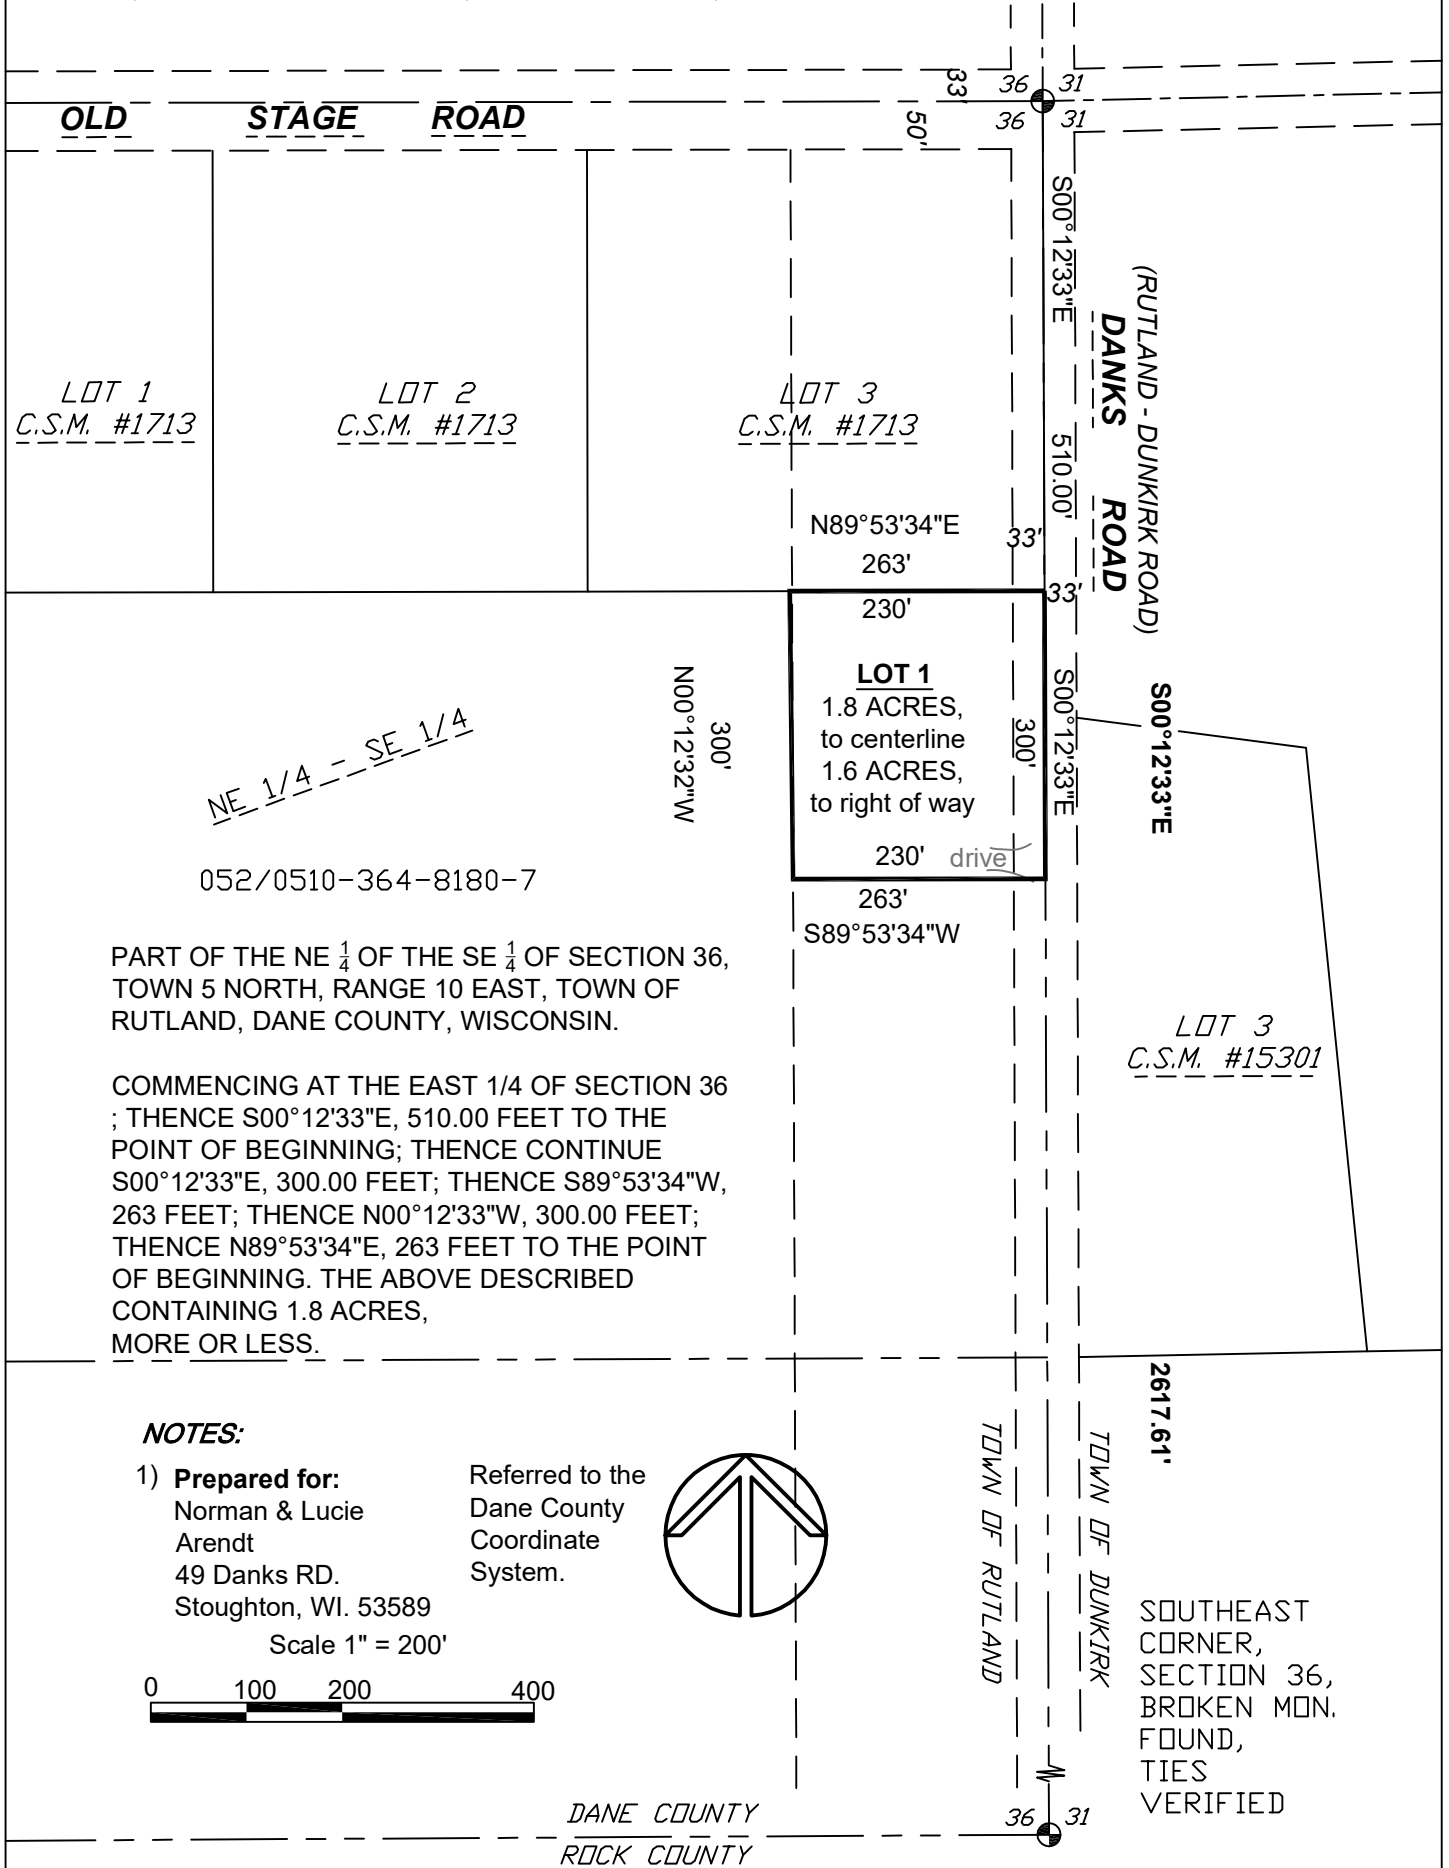 33'
36 31
36 31
50'
OLD STAGE ROAD
S00°12'33"E
(RUTLAND - DUNKIRK ROAD)
DANKS ROAD
LOT 1
C.S.M. #1713
LOT 2
C.S.M. #1713
LOT 3
C.S.M. #1713
510.00'
N89°53'34"E
263'
33'
33'
230'
LOT 1
1.8 ACRES,
to centerline
1.6 ACRES,
to right of way
300'
S00°12'33"E
S00°12'33"E
300'
N00°12'32"W
NE 1/4 - SE 1/4
230'
drive
263'
S89°53'34"W
052/0510-364-8180-7
PART OF THE NE 1/4 OF THE SE 1/4 OF SECTION 36,
TOWN 5 NORTH, RANGE 10 EAST, TOWN OF
RUTLAND, DANE COUNTY, WISCONSIN.
COMMENCING AT THE EAST 1/4 OF SECTION 36
; THENCE S00°12'33"E, 510.00 FEET TO THE
POINT OF BEGINNING; THENCE CONTINUE
S00°12'33"E, 300.00 FEET; THENCE S89°53'34"W,
263 FEET; THENCE N00°12'33"W, 300.00 FEET;
THENCE N89°53'34"E, 263 FEET TO THE POINT
OF BEGINNING. THE ABOVE DESCRIBED
CONTAINING 1.8 ACRES,
MORE OR LESS.
LOT 3
C.S.M. #15301
2617.61'
NOTES:
1) Prepared for:
Norman & Lucie
Arendt
49 Danks RD.
Stoughton, WI. 53589
Referred to the
Dane County
Coordinate
System.
Scale 1" = 200'
0 100 200 400
TOWN OF RUTLAND
TOWN OF DUNKIRK
SOUTHEAST
CORNER,
SECTION 36,
BROKEN MON.
FOUND,
TIES
VERIFIED
36 31
DANE COUNTY
ROCK COUNTY